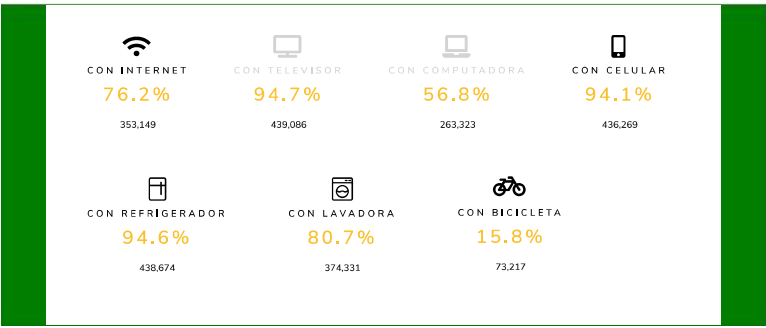 CON INTERNET
CON TELEVISOR
CON COMPUTADORA
CON CELULAR
76.2%
94.7%
56.8%
94.1%
353,149
439,086
263,323
436,269
CON REFRIGERADOR
CON LAVADORA
CON BICICLETA
94.6%
80.7%
15.8%
438,674
374,331
73,217